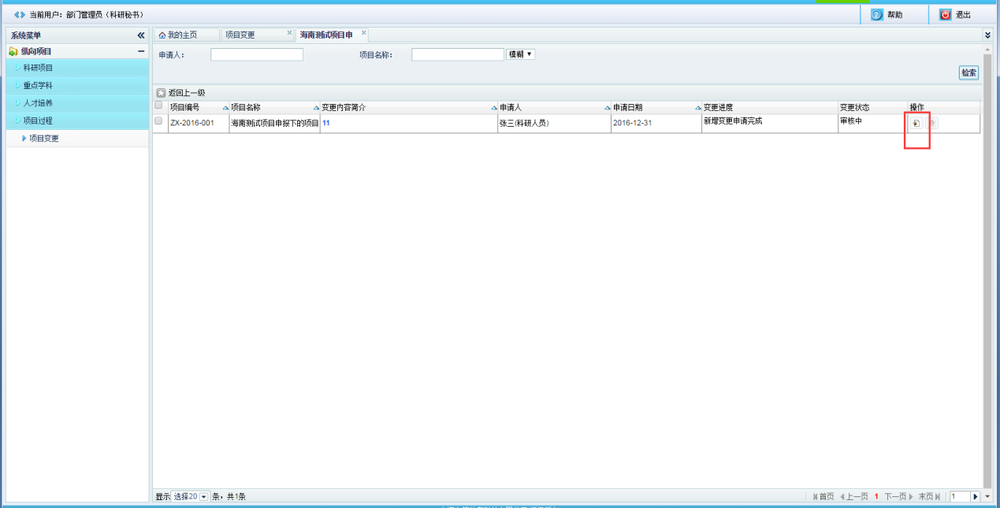 当前用户：部门管理员（科研秘书）
帮助
退出
系统菜单
我的主页
项目变更
海南测试项目申
纵向项目
申请人：
项目名称：
模糊
科研项目
检索
重点学科
返回上一级
人才培养
项目编号 项目名称 变更内容简介 申请人 申请日期 变更进度 变更状态 操作
项目过程
ZX-2016-001 海南测试项目申报下的项目 11 张三(科研人员) 2016-12-31 新增变更申请完成 审核中
项目变更
显示 选择20 条，共1条
首页 上一页 1 下一页 末页 1